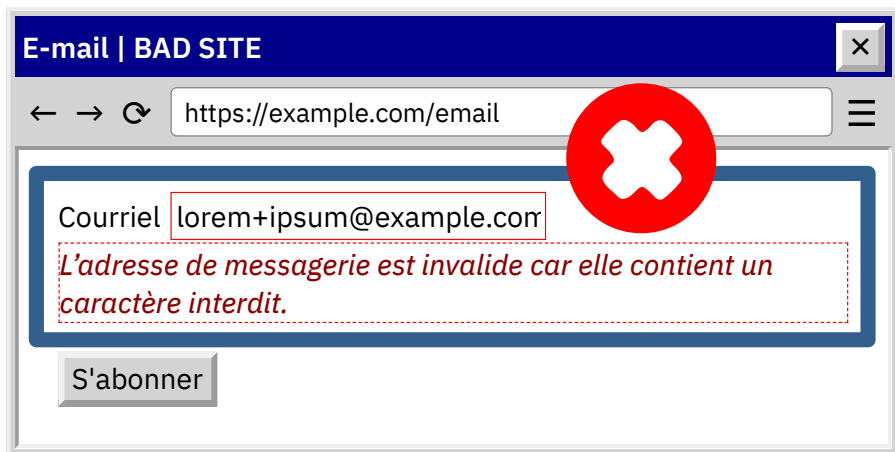 E-mail | BAD SITE
https://example.com/email
Courriel lorem+ipsum@example.com
L’adresse de messagerie est invalide car elle contient un
caractère interdit.
S'abonner